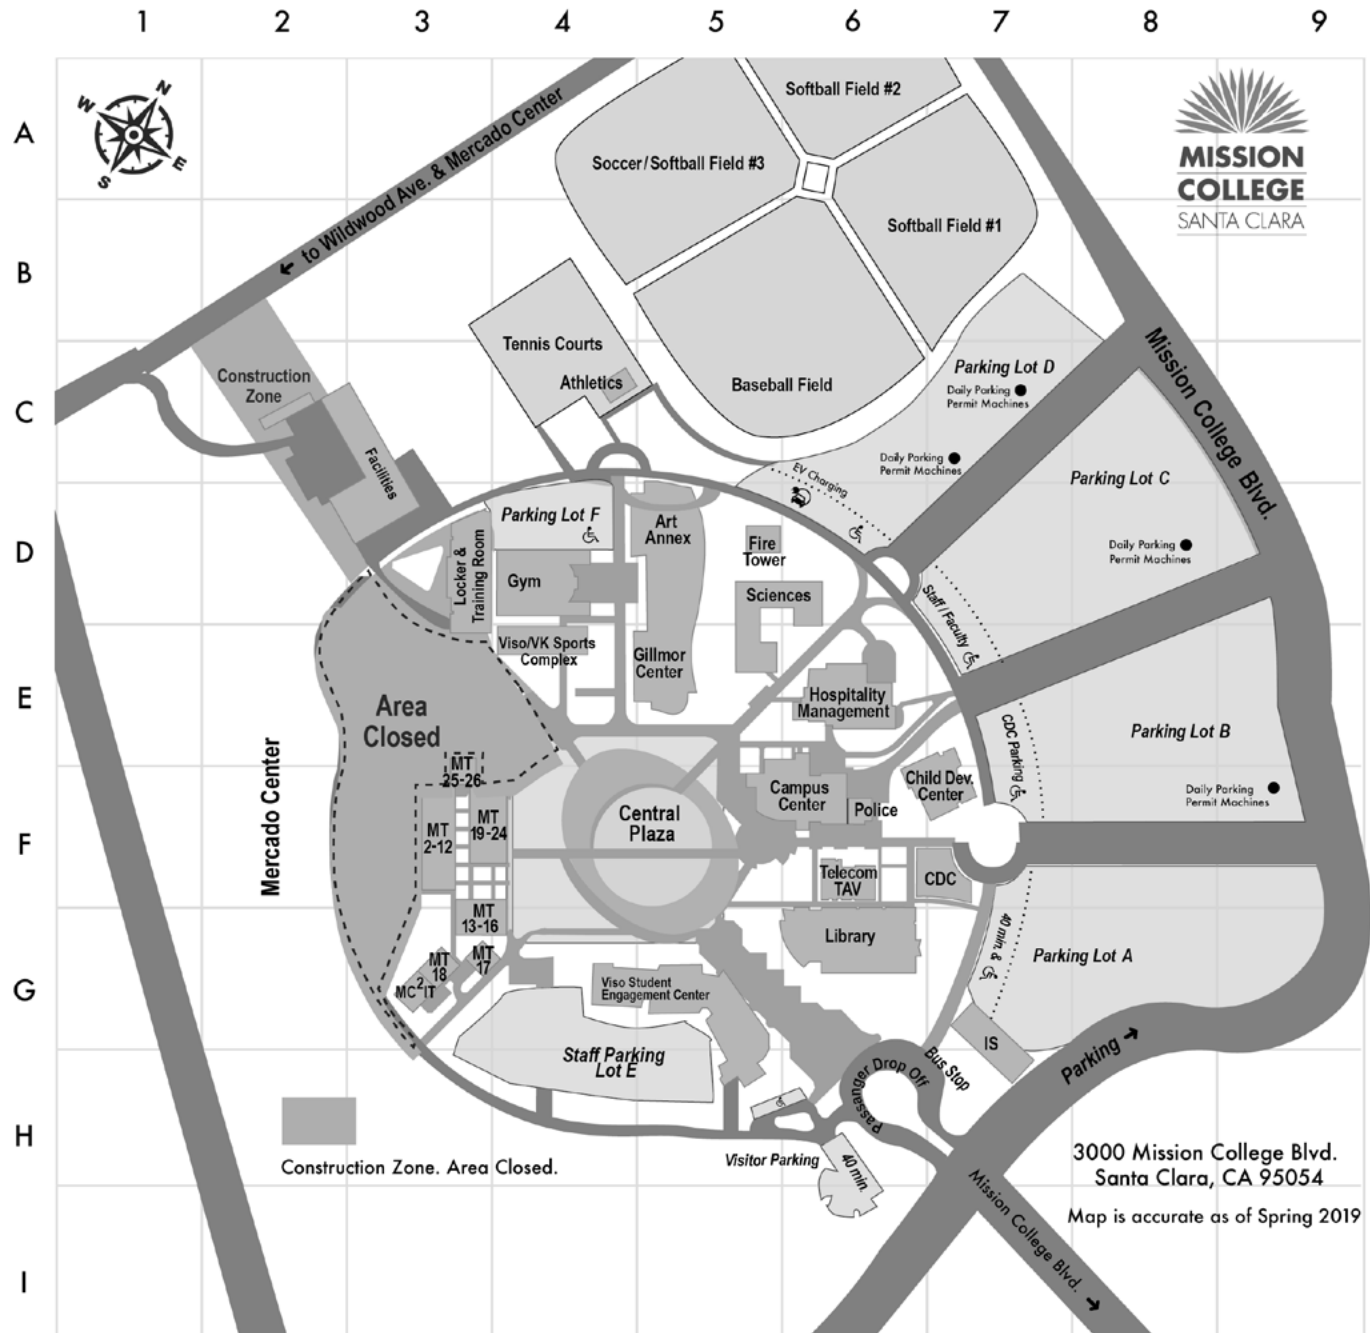 1 2 3 4 5 6 7 8 9
A
B
C
D
E
F
G
H
I
N
W
E
S
to Wildwood Ave. & Mercado Center
Softball Field #2
Soccer/Softball Field #3
Softball Field #1
MISSION
COLLEGE
SANTA CLARA
Tennis Courts
Athletics
Baseball Field
Parking Lot D
Daily Parking
Permit Machines
Daily Parking
Permit Machines
Mission College Blvd.
Construction
Zone
Facilities
EV Charging
Parking Lot C
Daily Parking
Permit Machines
Parking Lot F
Art
Annex
Fire
Tower
Locker &
Training Room
Gym
Sciences
Staff / Faculty
Viso/VK Sports
Complex
Gillmor
Center
Hospitality
Management
Area
Closed
CDC Parking
Parking Lot B
Daily Parking
Permit Machines
Mercado Center
MT
25-26
MT
2-12
MT
19-24
Central
Plaza
Campus
Center
Police
Child Dev.
Center
Telecom
TAV
CDC
MT
13-16
MT
17
MT
18
MC²IT
Library
40 min. &
Parking Lot A
Viso Student
Engagement Center
Staff Parking
Lot E
IS
Bus Stop
Passanger Drop Off
Parking
Visitor Parking
40 min.
Mission College Blvd.
Construction Zone. Area Closed.
3000 Mission College Blvd.
Santa Clara, CA 95054
Map is accurate as of Spring 2019